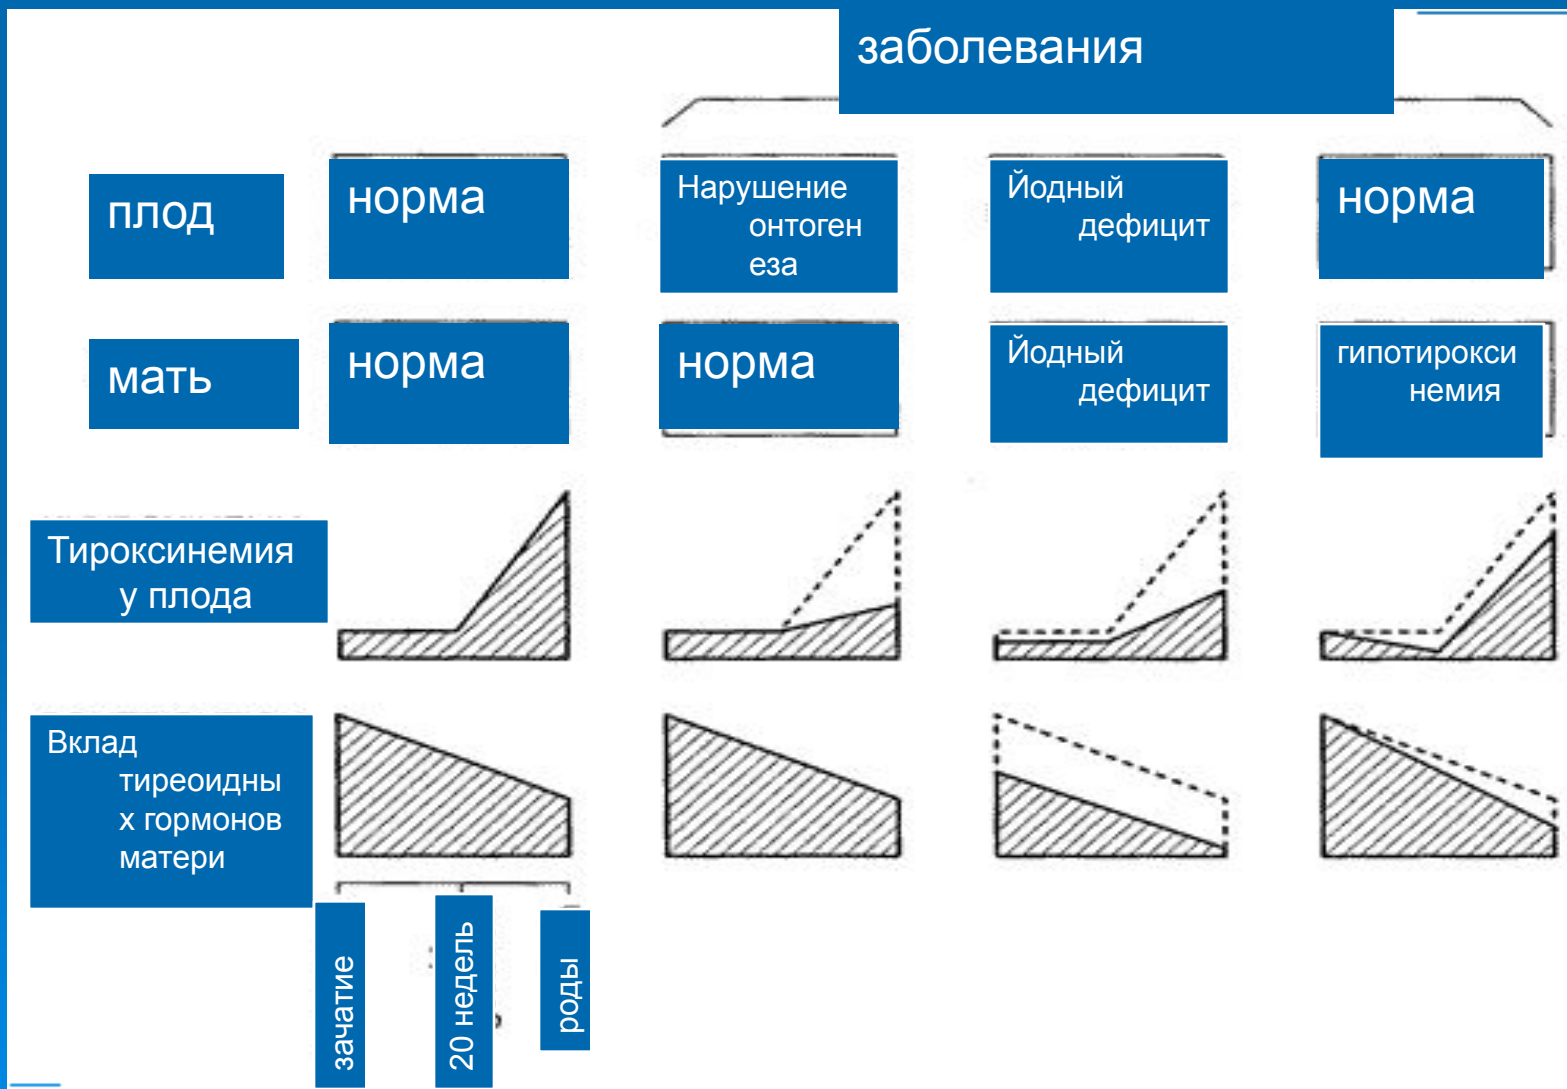 заболевания
плод
норма
Нарушение
онтоген
еза
Йодный
дефицит
норма
мать
норма
норма
Йодный
дефицит
гипотирокси
немия
Тироксинемия
у плода
Вклад
тиреоидны
х гормонов
матери
зачатие
20 недель
роды